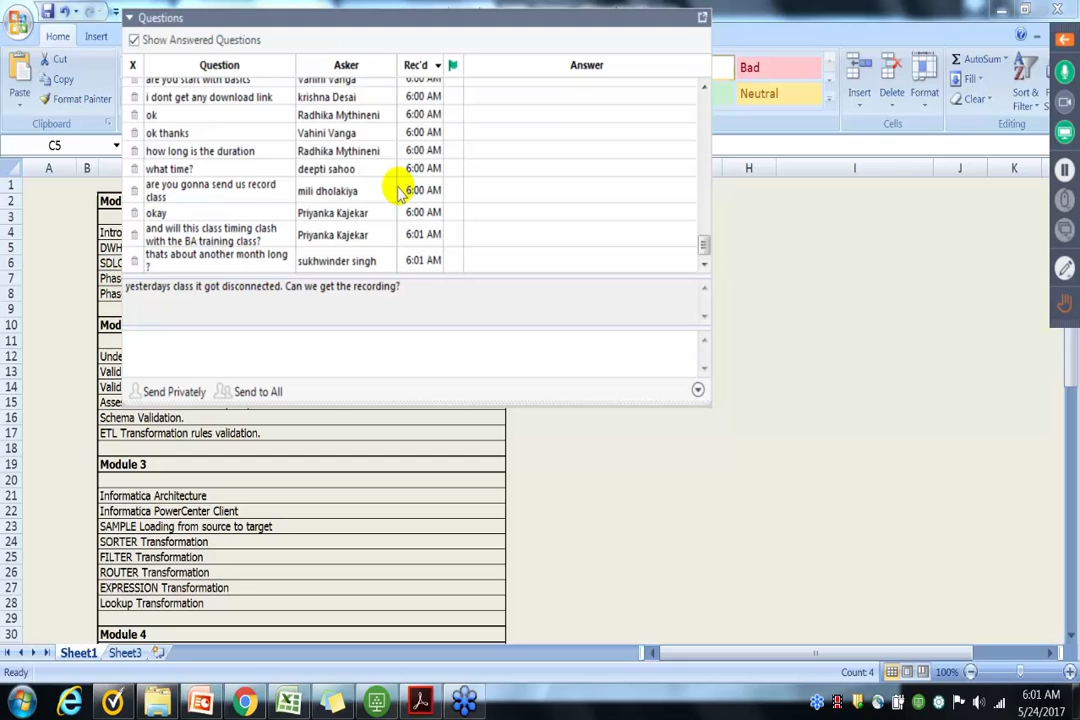 Home
Insert
Cut
Copy
Format Painter
Paste
Clipboard
C5
Questions
Show Answered Questions
X
Question
Asker
Rec'd
Answer
are you start with basics
Vahini Vanga
6:00 AM
i dont get any download link
krishna Desai
6:00 AM
ok
Radhika Mythineni
6:00 AM
ok thanks
Vahini Vanga
6:00 AM
how long is the duration
Radhika Mythineni
6:00 AM
what time?
deepti sahoo
6:00 AM
are you gonna send us record
class
mili dholakiya
6:00 AM
okay
Priyanka Kajekar
6:00 AM
and will this class timing clash
with the BA training class?
Priyanka Kajekar
6:01 AM
thats about another month long
?
sukhwinder singh
6:01 AM
yesterdays class it got disconnected. Can we get the recording?
Send Privately
Send to All
Bad
Neutral
Insert
Delete
Format
Cells
AutoSum
Fill
Clear
Sort &
Filter
Editing
A
B
H
I
J
K
1
2
Mod
3
4
Intro
5
DWH
6
SDLC
7
Phase
8
Phase
9
10
Mod
11
12
Unde
13
Valid
14
Valid
15
16
Schema Validation.
17
ETL Transformation rules validation.
18
19
Module 3
20
21
Informatica Architecture
22
Informatica PowerCenter Client
23
SAMPLE Loading from source to target
24
SORTER Transformation
25
FILTER Transformation
26
ROUTER Transformation
27
EXPRESSION Transformation
28
Lookup Transformation
29
30
Module 4
Sheet1
Sheet3
Ready
Count: 4
100%
6:01 AM
5/24/2017